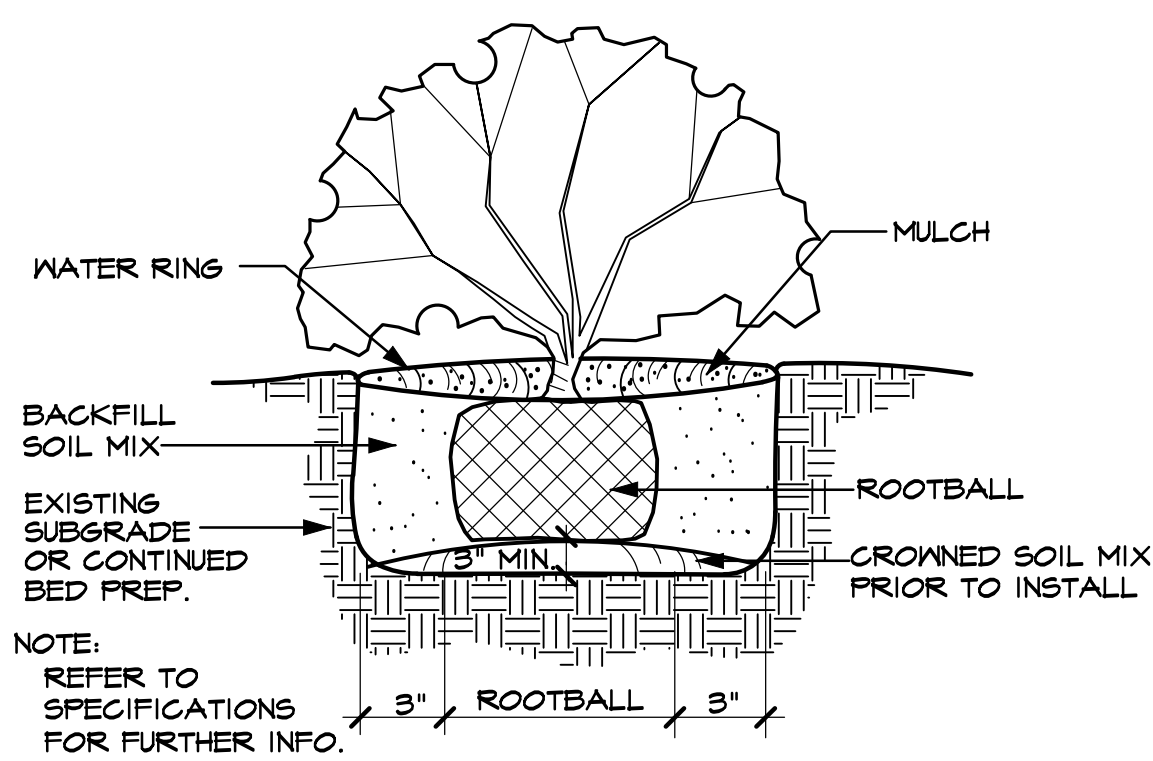 MULCH
WATER RING
BACKFILL
SOIL MIX
EXISTING
SUBGRADE
OR CONTINUED
BED PREP.
ROOTBALL
3" MIN.
CROWNED SOIL MIX
PRIOR TO INSTALL
NOTE:
REFER TO
SPECIFICATIONS
FOR FURTHER INFO.
3" ROOTBALL 3"